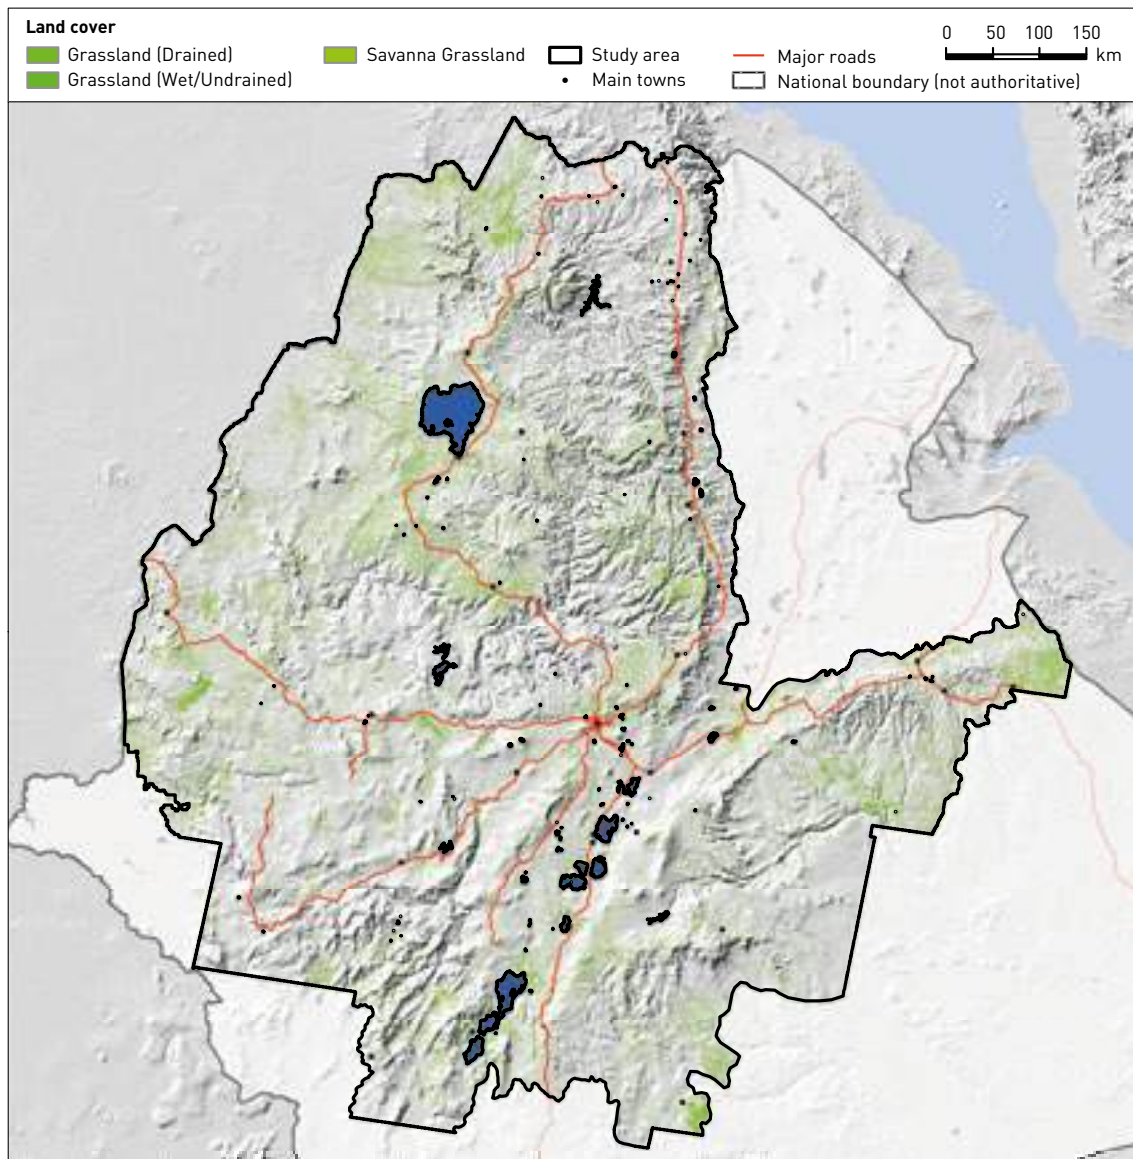 Land cover
Grassland (Drained)
Grassland (Wet/Undrained)
Savanna Grassland
Study area
Main towns
Major roads
National boundary (not authoritative)
0 50 100 150
km